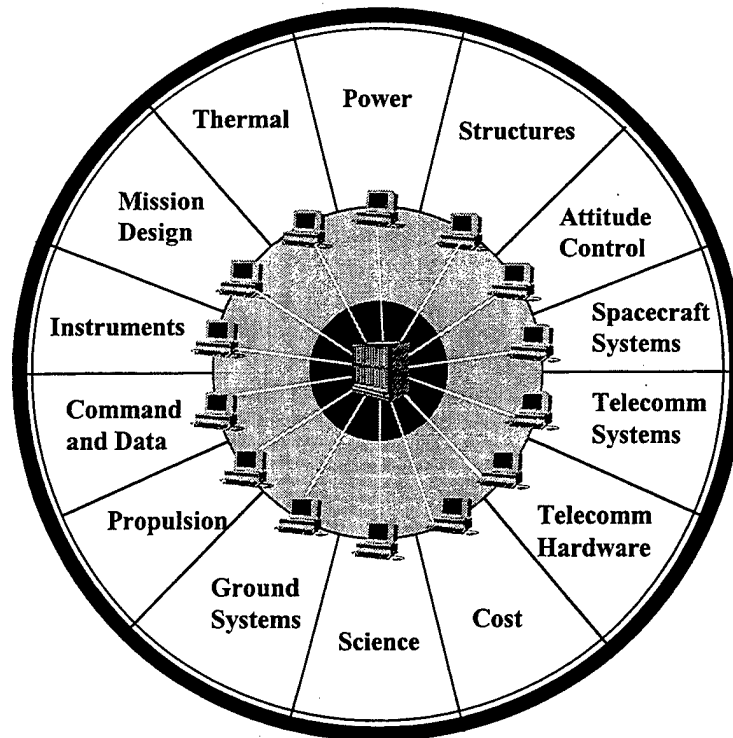 Power
Structures
Attitude
Control
Spacecraft
Systems
Telecomm
Systems
Telecomm
Hardware
Cost
Science
Ground
Systems
Propulsion
Command
and Data
Instruments
Mission
Design
Thermal